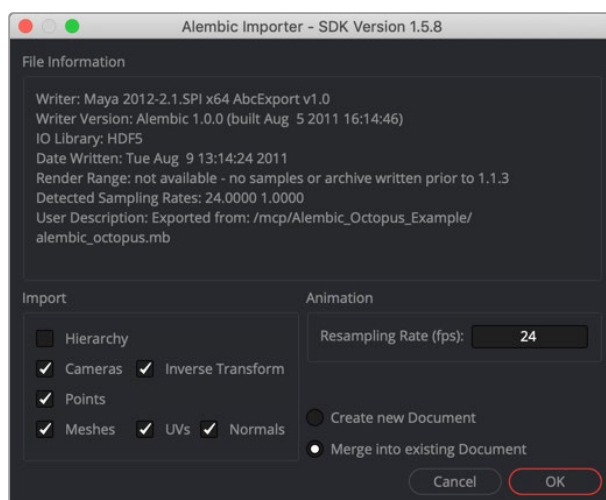 Alembic Importer - SDK Version 1.5.8
File Information
Writer: Maya 2012-2.1.SPI x64 AbcExport v1.0
Writer Version: Alembic 1.0.0 (built Aug  5 2011 16:14:46)
IO Library: HDF5
Date Written: Tue Aug  9 13:14:24 2011
Render Range: not available - no samples or archive written prior to 1.1.3
Detected Sampling Rates: 24.0000 1.0000
User Description: Exported from: /mcp/Alembic_Octopus_Example/
alembic_octopus.mb
Import
Hierarchy
Cameras Inverse Transform
Points
Meshes UVs Normals
Animation
Resampling Rate (fps): 24
Create new Document
Merge into existing Document
Cancel OK